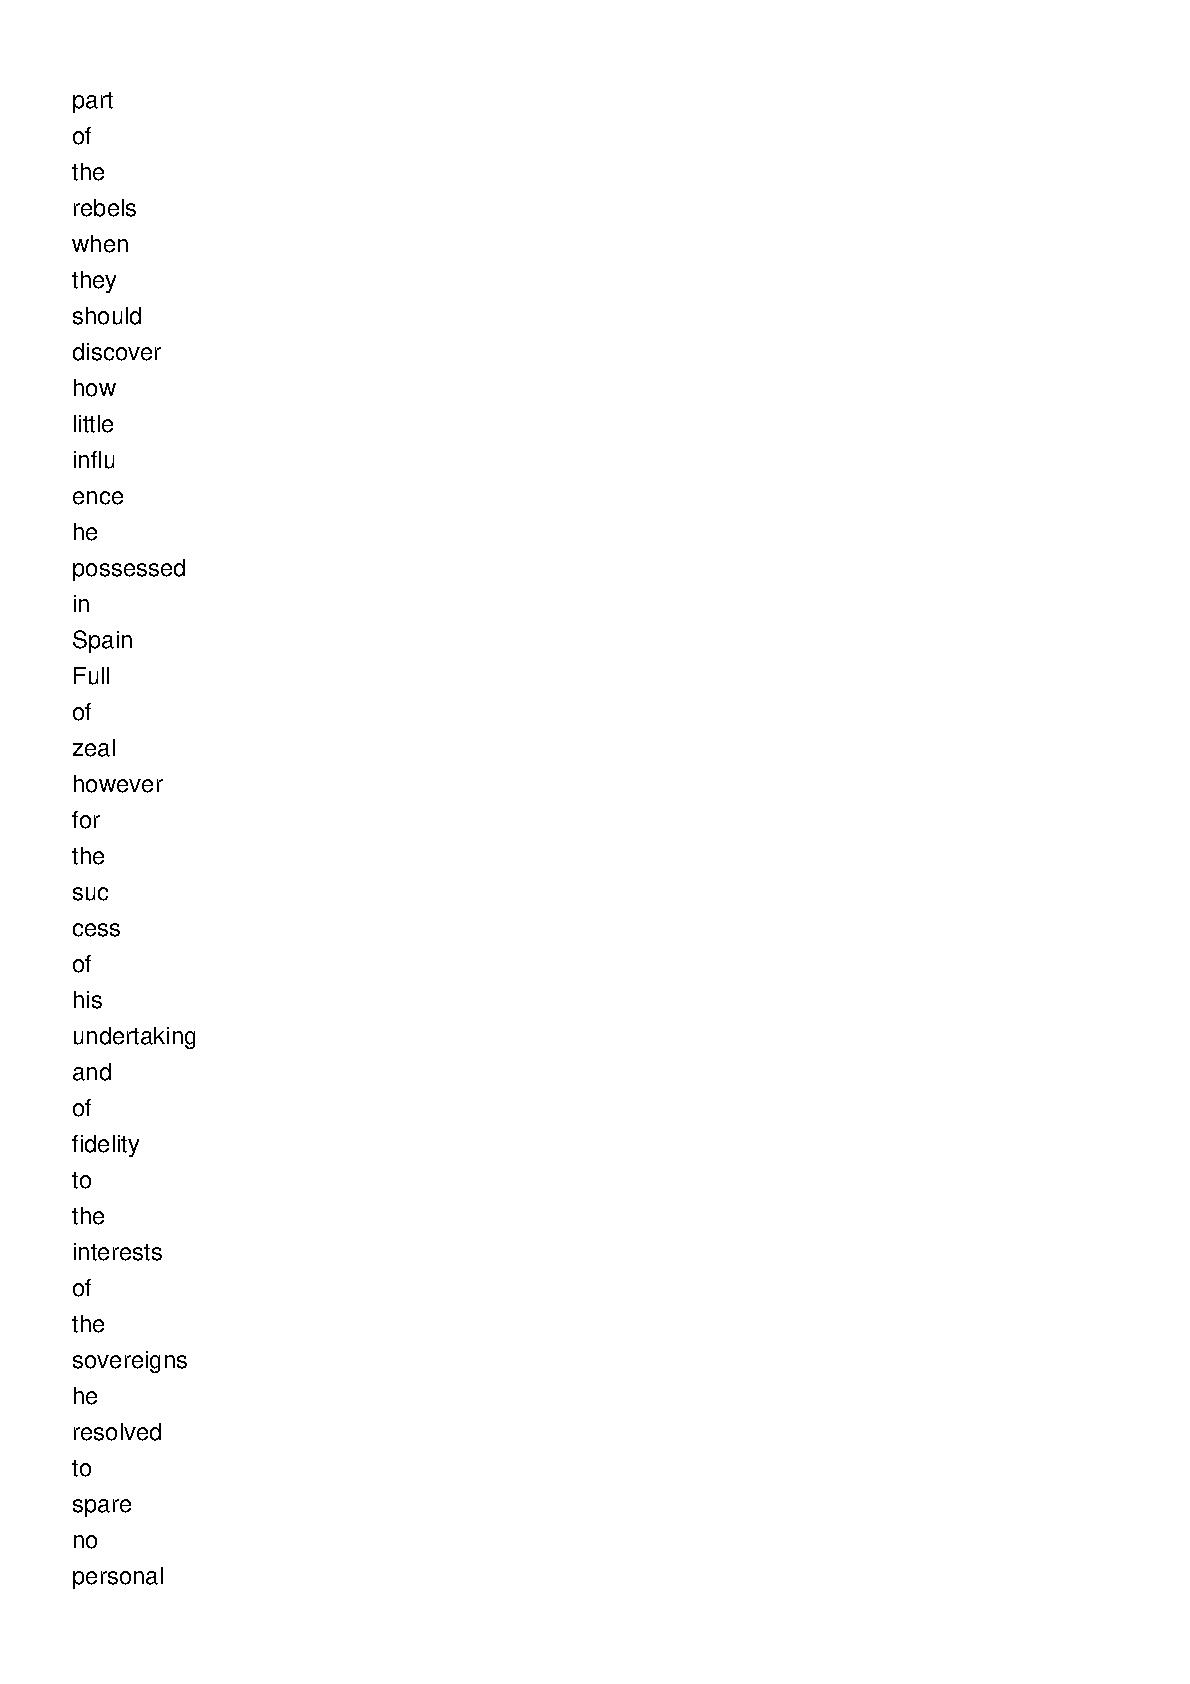 part
of
the
rebels
when
they
should
discover
how
little
influ
ence
he
possessed
in
Spain
Full
of
zeal
however
for
the
suc
cess
of
his
undertaking
and
of
fidelity
to
the
interests
of
the
sovereigns
he
resolved
to
spare
no
personal